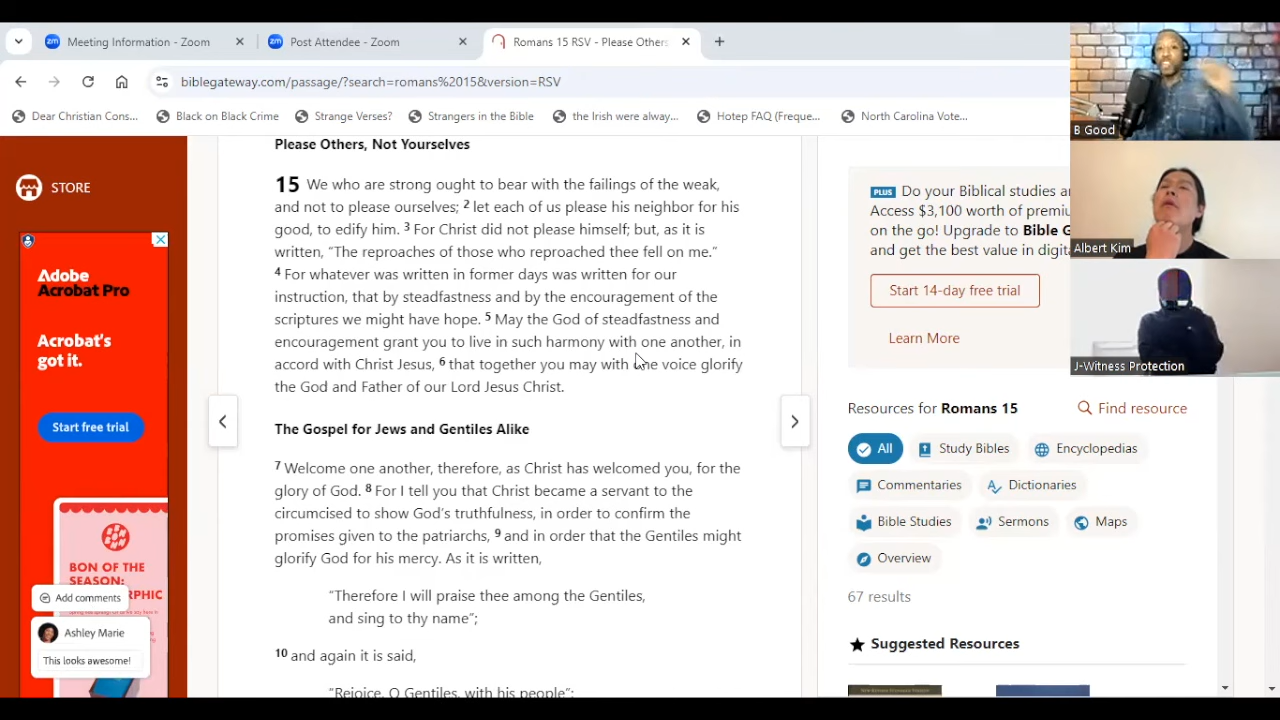 Meeting Information - Zoom
Post Attendee - Zoom
Romans 15 RSV - Please Others
biblegateway.com/passage/?search=romans%2015&version=RSV
Dear Christian Cons...
Black on Black Crime
Strange Verses?
Strangers in the Bible
the Irish were alway...
Hotep FAQ (Freque...
North Carolina Vote...
STORE
Adobe
Acrobat Pro
Acrobat's
got it.
Start free trial
BON OF THE
SEASON:
RPHIC
Add comments
Ashley Marie
This looks awesome!
Please Others, Not Yourselves
15 We who are strong ought to bear with the failings of the weak,
and not to please ourselves; 2 let each of us please his neighbor for his
good, to edify him. 3 For Christ did not please himself; but, as it is
written, “The reproaches of those who reproached thee fell on me.”
4 For whatever was written in former days was written for our
instruction, that by steadfastness and by the encouragement of the
scriptures we might have hope. 5 May the God of steadfastness and
encouragement grant you to live in such harmony with one another, in
accord with Christ Jesus, 6 that together you may with one voice glorify
the God and Father of our Lord Jesus Christ.
The Gospel for Jews and Gentiles Alike
7 Welcome one another, therefore, as Christ has welcomed you, for the
glory of God. 8 For I tell you that Christ became a servant to the
circumcised to show God’s truthfulness, in order to confirm the
promises given to the patriarchs, 9 and in order that the Gentiles might
glorify God for his mercy. As it is written,
“Therefore I will praise thee among the Gentiles,
and sing to thy name”;
10 and again it is said,
“Rejoice, O Gentiles, with his people”;
PLUS Do your Biblical studies
Access $3,100 worth of
on the go! Upgrade to Bible
and get the best value in
Start 14-day free trial
Learn More
Resources for Romans 15
Find resource
All
Study Bibles
Encyclopedias
Commentaries
Dictionaries
Bible Studies
Sermons
Maps
Overview
67 results
Suggested Resources
B Good
Albert Kim
J-Witness Protection